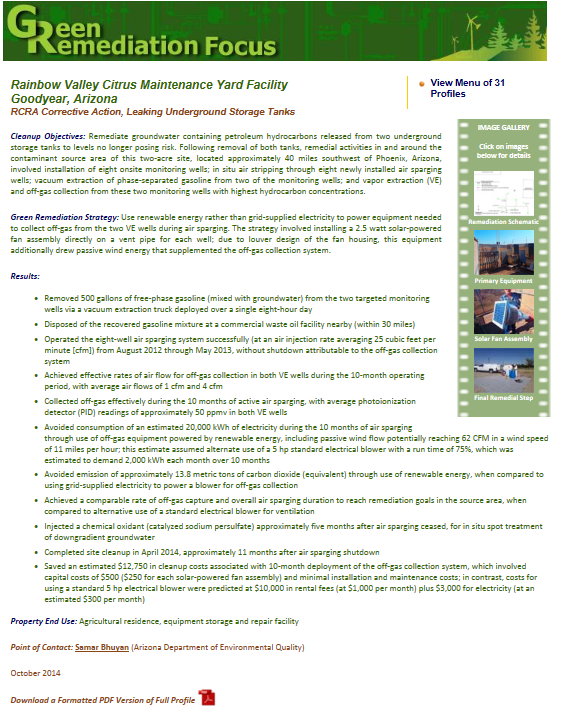 Green
Remediation Focus
Rainbow Valley Citrus Maintenance Yard Facility
Goodyear, Arizona
RCRA Corrective Action, Leaking Underground Storage Tanks
View Menu of 31
Profiles
Cleanup Objectives: Remediate groundwater containing petroleum hydrocarbons released from two underground
storage tanks to levels no longer posing risk. Following removal of both tanks, remedial activities in and around the
contaminant source area of this two-acre site, located approximately 40 miles southwest of Phoenix, Arizona,
involved installation of eight onsite monitoring wells; in situ air stripping through eight newly installed air sparging
wells; vacuum extraction of phase-separated gasoline from two of the monitoring wells; and vapor extraction (VE)
and off-gas collection from these two monitoring wells with highest hydrocarbon concentrations.
Green Remediation Strategy: Use renewable energy rather than grid-supplied electricity to power equipment needed
to collect off-gas from the two VE wells during air sparging. The strategy involved installing a 2.5 watt solar-powered
fan assembly directly on a vent pipe for each well; due to louver design of the fan housing, this equipment
additionally drew passive wind energy that supplemented the off-gas collection system.
Results:
• Removed 500 gallons of free-phase gasoline (mixed with groundwater) from the two targeted monitoring
wells via a vacuum extraction truck deployed over a single eight-hour day
• Disposed of the recovered gasoline mixture at a commercial waste oil facility nearby (within 30 miles)
• Operated the eight-well air sparging system successfully (at an air injection rate averaging 25 cubic feet per
minute [cfm]) from August 2012 through May 2013, without shutdown attributable to the off-gas collection
system
• Achieved effective rates of air flow for off-gas collection in both VE wells during the 10-month operating
period, with average air flows of 1 cfm and 4 cfm
• Collected off-gas effectively during the 10 months of active air sparging, with average photoionization
detector (PID) readings of approximately 50 ppmv in both VE wells
• Avoided consumption of an estimated 20,000 kWh of electricity during the 10 months of air sparging
through use of off-gas equipment powered by renewable energy, including passive wind flow potentially reaching 62 CFM in a wind speed
of 11 miles per hour; this estimate assumed alternate use of a 5 hp standard electrical blower with a run time of 75%, which was
estimated to demand 2,000 kWh each month over 10 months
• Avoided emission of approximately 13.8 metric tons of carbon dioxide (equivalent) through use of renewable energy, when compared to
using grid-supplied electricity to power a blower for off-gas collection
• Achieved a comparable rate of off-gas capture and overall air sparging duration to reach remediation goals in the source area, when
compared to alternative use of a standard electrical blower for ventilation
• Injected a chemical oxidant (catalyzed sodium persulfate) approximately five months after air sparging ceased, for in situ spot treatment
of downgradient groundwater
• Completed site cleanup in April 2014, approximately 11 months after air sparging shutdown
• Saved an estimated $12,750 in cleanup costs associated with 10-month deployment of the off-gas collection system, which involved
capital costs of $500 ($250 for each solar-powered fan assembly) and minimal installation and maintenance costs; in contrast, costs for
using a standard 5 hp electrical blower were predicted at $10,000 in rental fees (at $1,000 per month) plus $3,000 for electricity (at an
estimated $300 per month)
Property End Use: Agricultural residence, equipment storage and repair facility
Point of Contact: Samar Bhuyan (Arizona Department of Environmental Quality)
October 2014
Download a Formatted PDF Version of Full Profile
IMAGE GALLERY
Click on images
below for details
Remediation Schematic
Primary Equipment
Solar Fan Assembly
Final Remedial Step